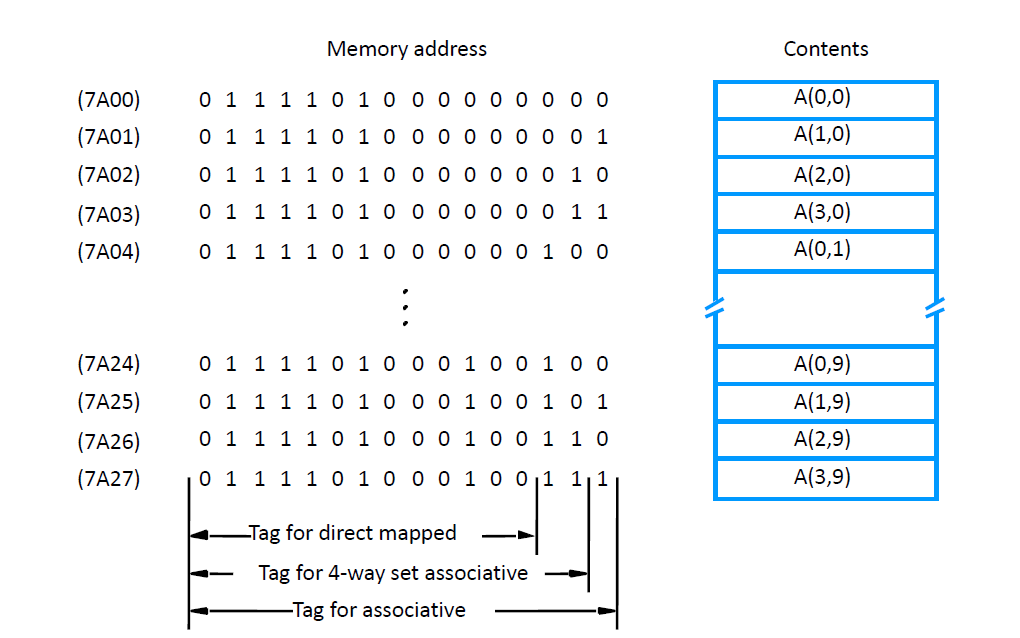 Memory address Contents
(7A00) 0 1 1 1 1 0 1 0 0 0 0 0 0 0 0 0 A(0,0)
(7A01) 0 1 1 1 1 0 1 0 0 0 0 0 0 0 0 1 A(1,0)
(7A02) 0 1 1 1 1 0 1 0 0 0 0 0 0 0 1 0 A(2,0)
(7A03) 0 1 1 1 1 0 1 0 0 0 0 0 0 0 1 1 A(3,0)
(7A04) 0 1 1 1 1 0 1 0 0 0 0 0 0 1 0 0 A(0,1)
(7A24) 0 1 1 1 1 0 1 0 0 0 1 0 0 1 0 0 A(0,9)
(7A25) 0 1 1 1 1 0 1 0 0 0 1 0 0 1 0 1 A(1,9)
(7A26) 0 1 1 1 1 0 1 0 0 0 1 0 0 1 1 0 A(2,9)
(7A27) 0 1 1 1 1 0 1 0 0 0 1 0 0 1 1 1 A(3,9)
Tag for direct mapped
Tag for 4-way set associative
Tag for associative